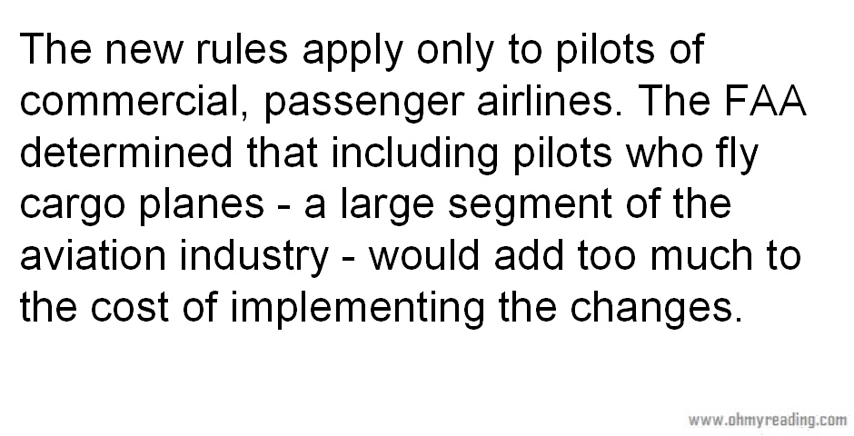 The new rules apply only to pilots of
commercial, passenger airlines. The FAA
determined that including pilots who fly
cargo planes - a large segment of the
aviation industry - would add too much to
the cost of implementing the changes.
www.ohmyreading.com